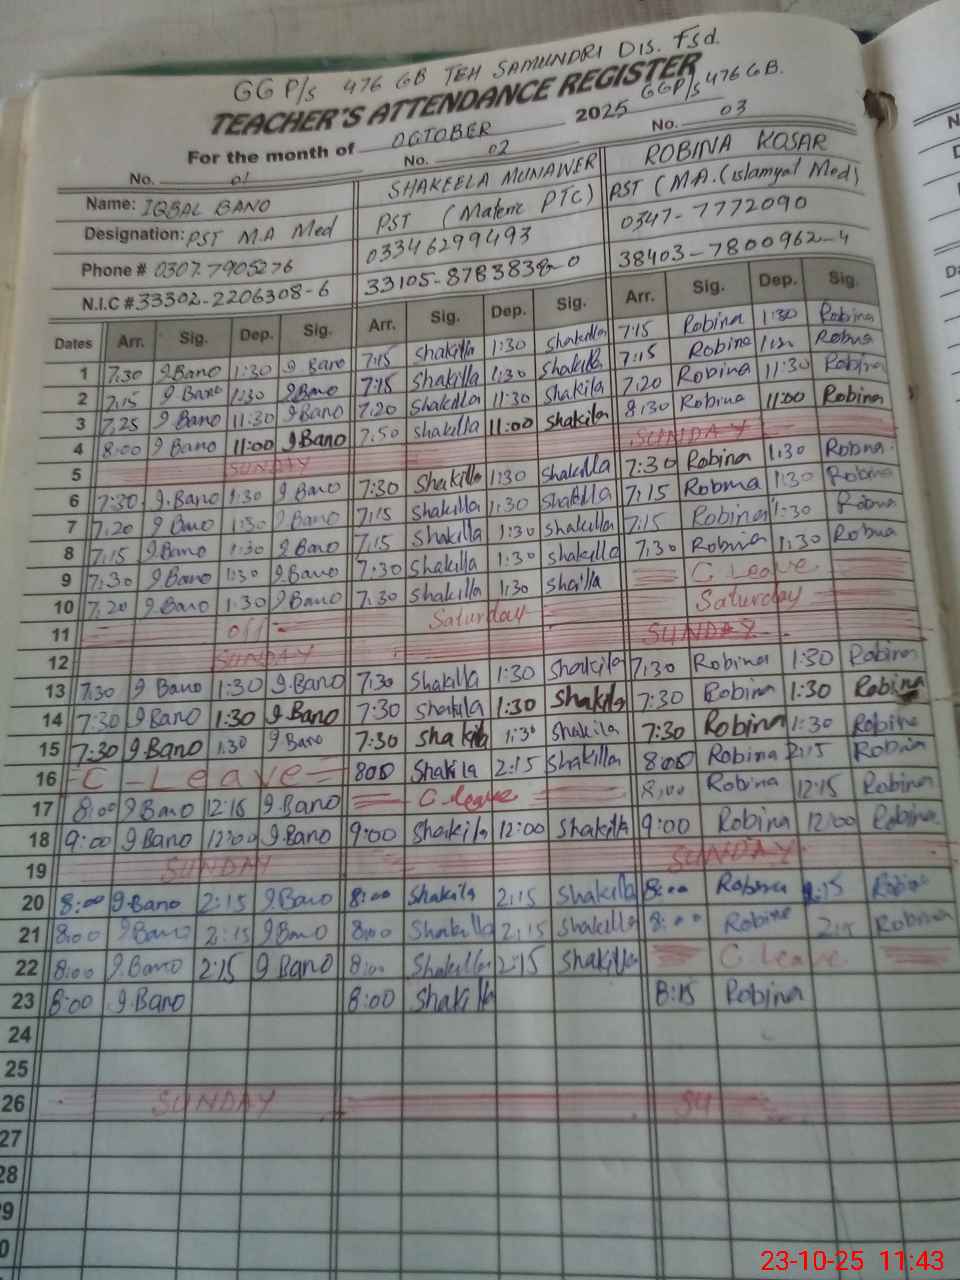 GG P/s 476 GB TEH SAMUNDRI DIS. Fsd.
TEACHER'S ATTENDANCE REGISTER
For the month of OCTOBER 2025 GGP/s 476 GB.
No. 01 No. 02 No. 03
Name: IQBAL BANO SHAKEELA MUNAWER ROBINA KOSAR
Designation: PST M.A Med PST (Materic PTC) PST (M.A.(islamyal Med)
Phone # 0307.7905276 03346299493 0347-7772090
N.I.C # 33302-2206308-6 33105-8783838-0 38403-7800962-4
Dates Arr. Sig. Dep. Sig. Arr. Sig. Dep. Sig. Arr. Sig. Dep. Sig.
1 7:30 I Bano 1:30 I Bano 7:15 Shakilla 1:30 Shakilla 7:15 Robina 1:30 Robina
2 7:15 I Bano 1:30 I Bano 7:15 Shakilla 1:30 Shakilla 7:15 Robina Robina
3 7:25 I Bano 11:30 I Bano 7:20 Shakilla 11:30 Shakila 7:20 Robina 11:30 Robina
4 8:00 I Bano 11:00 I Bano 7:50 Shakilla 11:00 Shakila 8:30 Robina 11:00 Robina
5 SUNDAY SUNDAY
6 7:30 I.Bano 1:30 I Bano 7:30 Shakilla 1:30 Shakilla 7:30 Robina 1:30 Robina
7 7:20 I Bano 1:30 I Bano 7:15 Shakilla 1:30 Shakilla 7:15 Robina 1:30 Robina
8 7:15 I.Bano 1:30 I Bano 7:15 Shakilla 1:30 Shakilla 7:15 Robina 1:30 Robina
9 7:30 I Bano 1:30 I Bano 7:30 Shakilla 1:30 Shakilla 7:30 Robina 1:30 Robina
10 7:20 I Bano 1:30 I Bano 7:30 Shakilla 1:30 Shailla C Leave
11 off Saturday Saturday
12 SUNDAY SUNDAY
13 7:30 I Bano 1:30 I.Bano 7:30 Shakilla 1:30 Shakila 7:30 Robina 1:30 Robina
14 7:30 I Bano 1:30 I.Bano 7:30 Shakila 1:30 Shakila 7:30 Robina 1:30 Robina
15 7:30 I Bano 1:30 I.Bano 7:30 Shakila 1:30 Shakila 7:30 Robina 1:30 Robina
16 C-Leave 8:00 Shakila 2:15 Shakilla 8:00 Robina 2:15 Robina
17 8:00 I Bano 12:15 I.Bano C leave 8:00 Robina 12:15 Robina
18 9:00 I Bano 12:00 I.Bano 9:00 Shakila 12:00 Shakilla 9:00 Robina 12:00 Robina
19 SUNDAY SUNDAY
20 8:00 I.Bano 2:15 I.Bano 8:00 Shakila 2:15 Shakilla 8:00 Robina 2:15 Robina
21 8:00 I Bano 2:15 I Bano 8:00 Shakilla 2:15 Shakilla 8:00 Robina Robina
22 8:00 I.Bano 2:15 I Bano 8:00 Shakilla 2:15 Shakilla C leave
23 8:00 I.Bano 8:00 Shakilla 8:15 Robina
24
25
26 SUNDAY SU
27
28
9
0
23-10-25 11:43